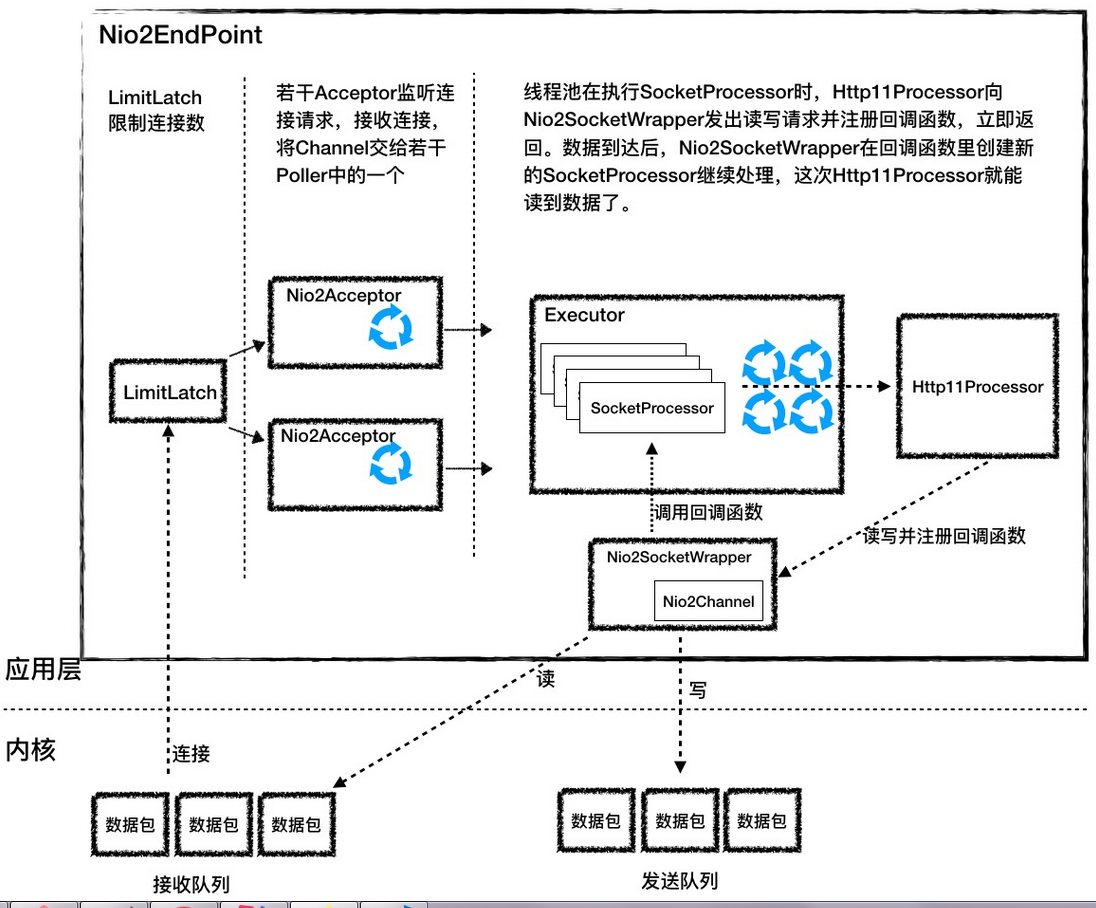 Nio2EndPoint
LimitLatch
限制连接数
若干Acceptor监听连
接请求，接收连接，
将Channel交给若干
Poller中的一个
线程池在执行SocketProcessor时，Http11Processor向
Nio2SocketWrapper发出读写请求并注册回调函数，立即返
回。数据到达后，Nio2SocketWrapper在回调函数里创建新
的SocketProcessor继续处理，这次Http11Processor就能
读到数据了。
Nio2Acceptor
Executor
LimitLatch
SocketProcessor
Http11Processor
Nio2Acceptor
调用回调函数
读写并注册回调函数
Nio2SocketWrapper
Nio2Channel
应用层
读
写
内核
连接
数据包
数据包
数据包
数据包
数据包
数据包
接收队列
发送队列